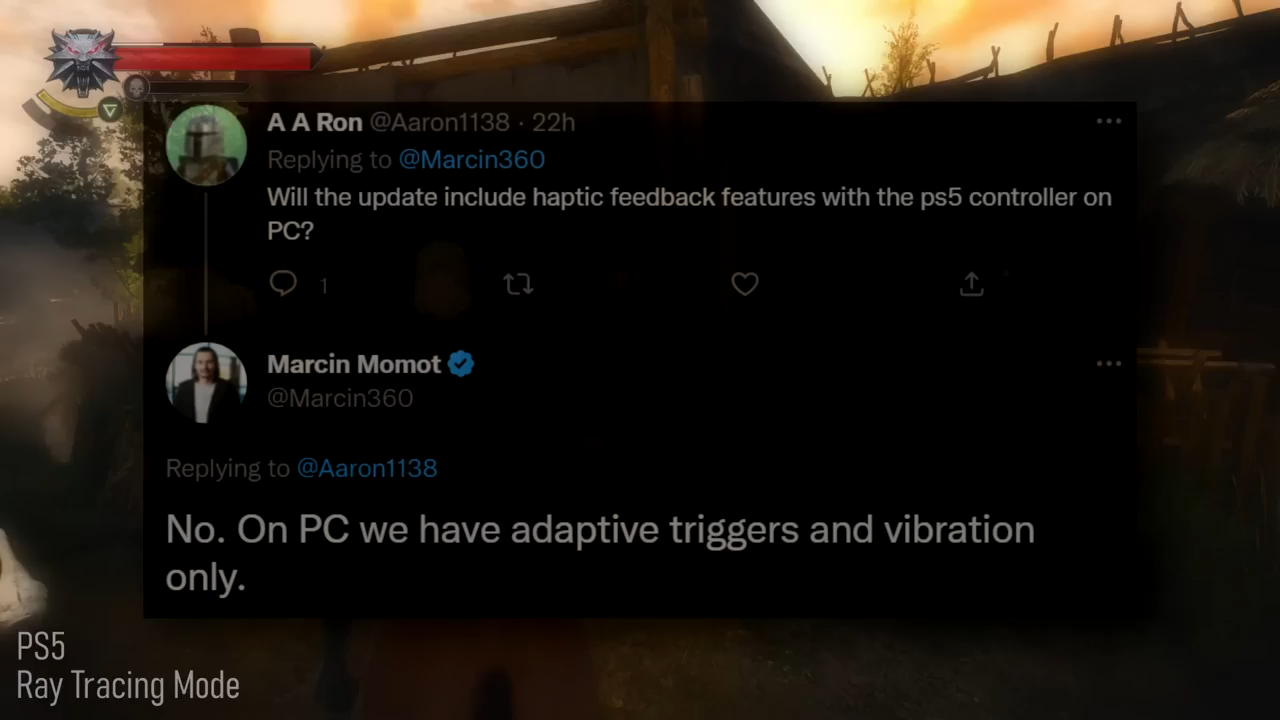 A A Ron @Aaron1138 · 22h
Replying to @Marcin360
Will the update include haptic feedback features with the ps5 controller on
PC?
1
Marcin Momot
@Marcin360
Replying to @Aaron1138
No. On PC we have adaptive triggers and vibration
only.
PS5
Ray Tracing Mode